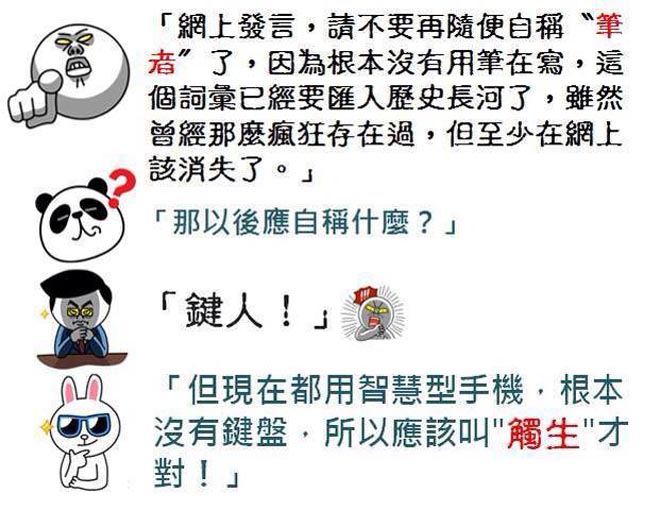 「網上發言，請不要再隨便自稱〝筆
者〞了，因為根本沒有用筆在寫，這
個詞彙已經要匯入歷史長河了，雖然
曾經那麼瘋狂存在過，但至少在網上
該消失了。」
「那以後應自稱什麼？」
「鍵人！」
「但現在都用智慧型手機，根本
沒有鍵盤，所以應該叫"觸生"才
對！」